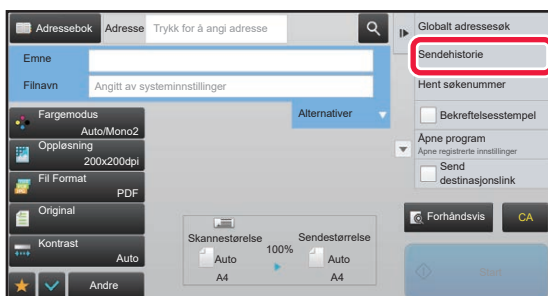 Adressebok
Adresse
Trykk for å angi adresse
Emne
Filnavn
Angitt av systeminnstillinger
Fargemodus
Auto/Mono2
Oppløsning
200x200dpi
Fil Format
PDF
Original
Kontrast
Auto
Andre
Alternativer
Skannestørelse
Auto
A4
100%
Sendestørrelse
Auto
A4
Globalt adressesøk
Sendehistorie
Hent søkenummer
Bekreftelsesstempel
Åpne program
Åpne registrerte innstillinger
Send
destinasjonslink
Forhåndsvis
CA
Start